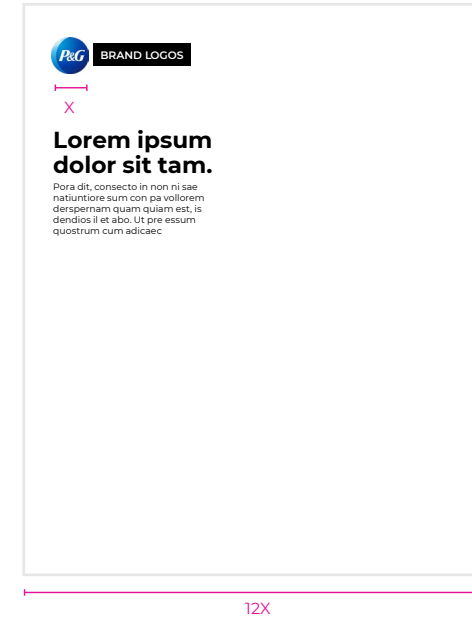 P&G BRAND LOGOS
X
Lorem ipsum
dolor sit tam.
Pora dit, consecto in non ni sae
natiuntiore sum con pa vollorem
derspernam quam quiam est, is
dendios il et abo. Ut pre essum
quostrum cum adicaec
12X